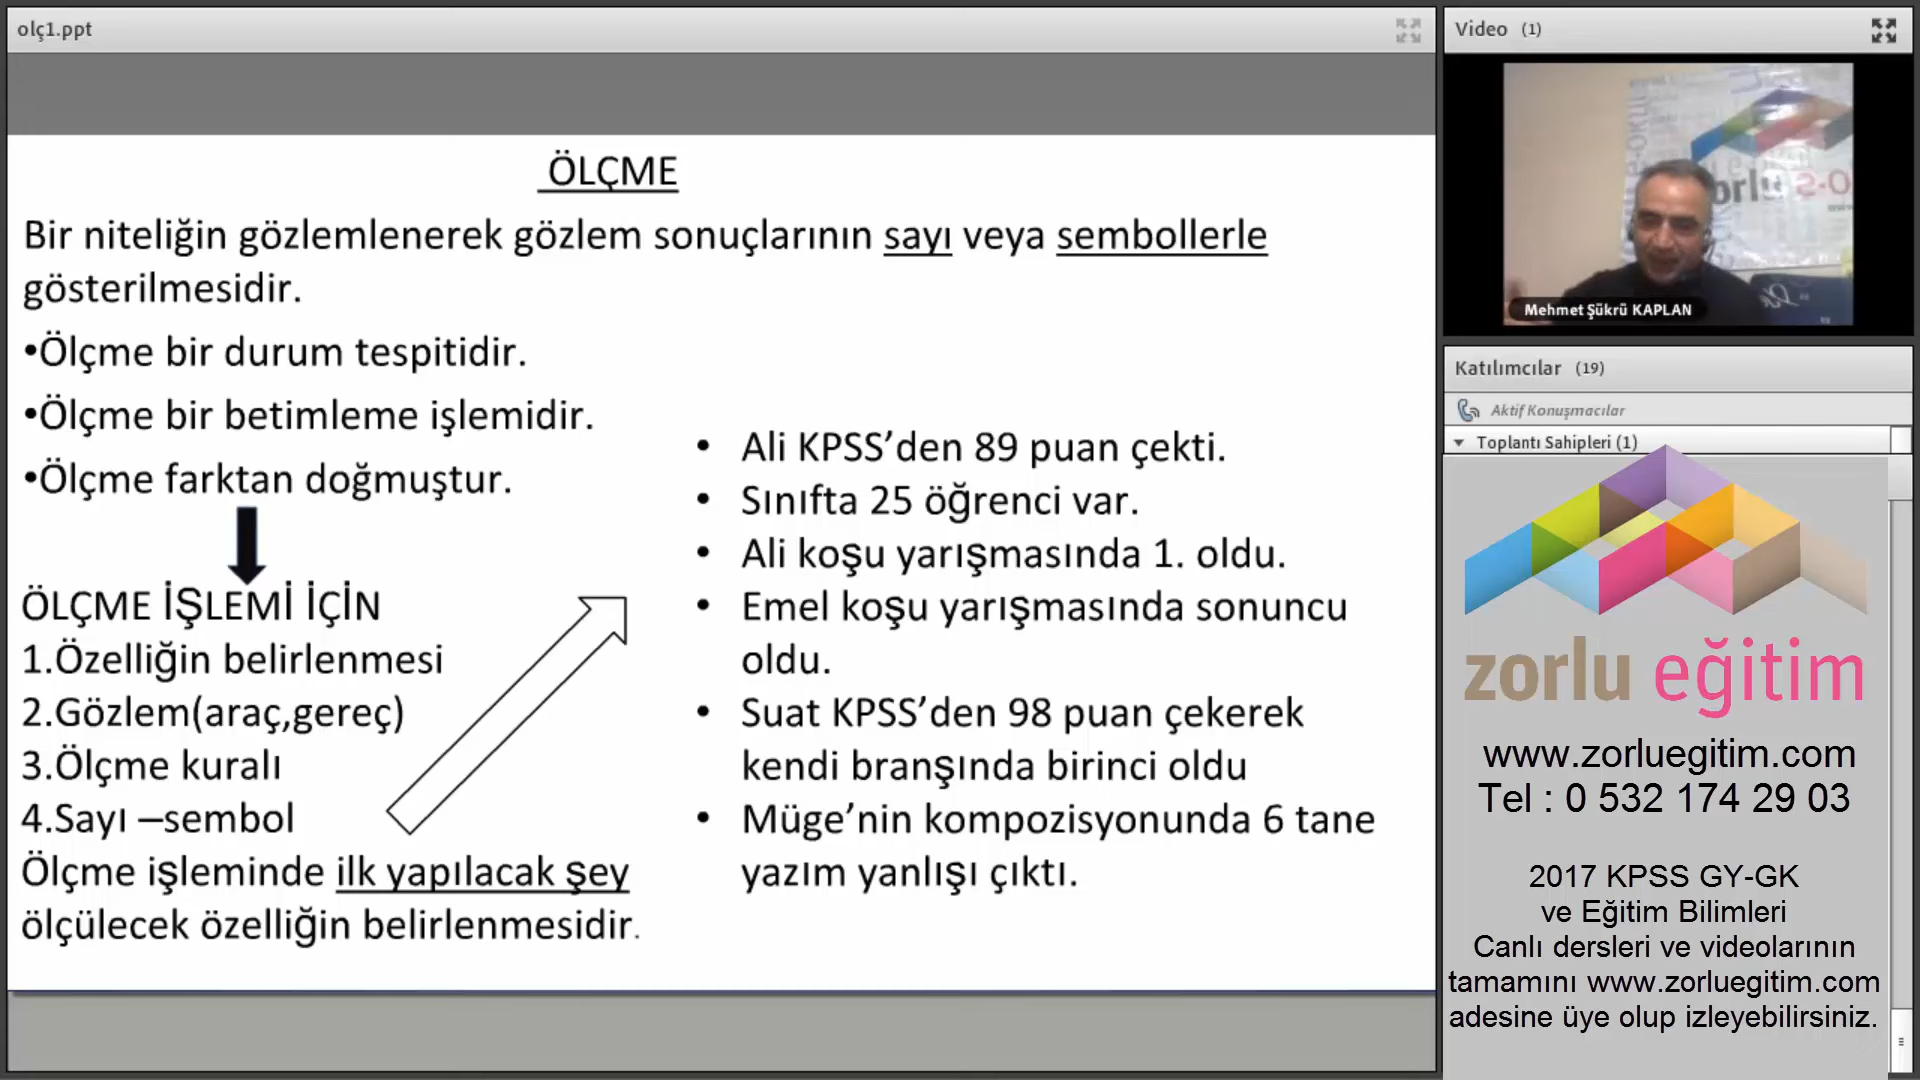 olç1.ppt
ÖLÇME
Bir niteliğin gözlemlenerek gözlem sonuçlarının sayı veya sembollerle
gösterilmesidir.
•Ölçme bir durum tespitidir.
•Ölçme bir betimleme işlemidir.
•Ölçme farktan doğmuştur.
ÖLÇME İŞLEMİ İÇİN
1.Özelliğin belirlenmesi
2.Gözlem(araç,gereç)
3.Ölçme kuralı
4.Sayı –sembol
Ölçme işleminde ilk yapılacak şey
ölçülecek özelliğin belirlenmesidir.
• Ali KPSS’den 89 puan çekti.
• Sınıfta 25 öğrenci var.
• Ali koşu yarışmasında 1. oldu.
• Emel koşu yarışmasında sonuncu
oldu.
• Suat KPSS’den 98 puan çekerek
kendi branşında birinci oldu
• Müge’nin kompozisyonunda 6 tane
yazım yanlışı çıktı.
Video (1)
Mehmet Şükrü KAPLAN
Katılımcılar (19)
Aktif Konuşmacılar
Toplantı Sahipleri (1)
zorlu eğitim
www.zorluegitim.com
Tel : 0 532 174 29 03
2017 KPSS GY-GK
ve Eğitim Bilimleri
Canlı dersleri ve videolarının
tamamını www.zorluegitim.com
adesine üye olup izleyebilirsiniz.